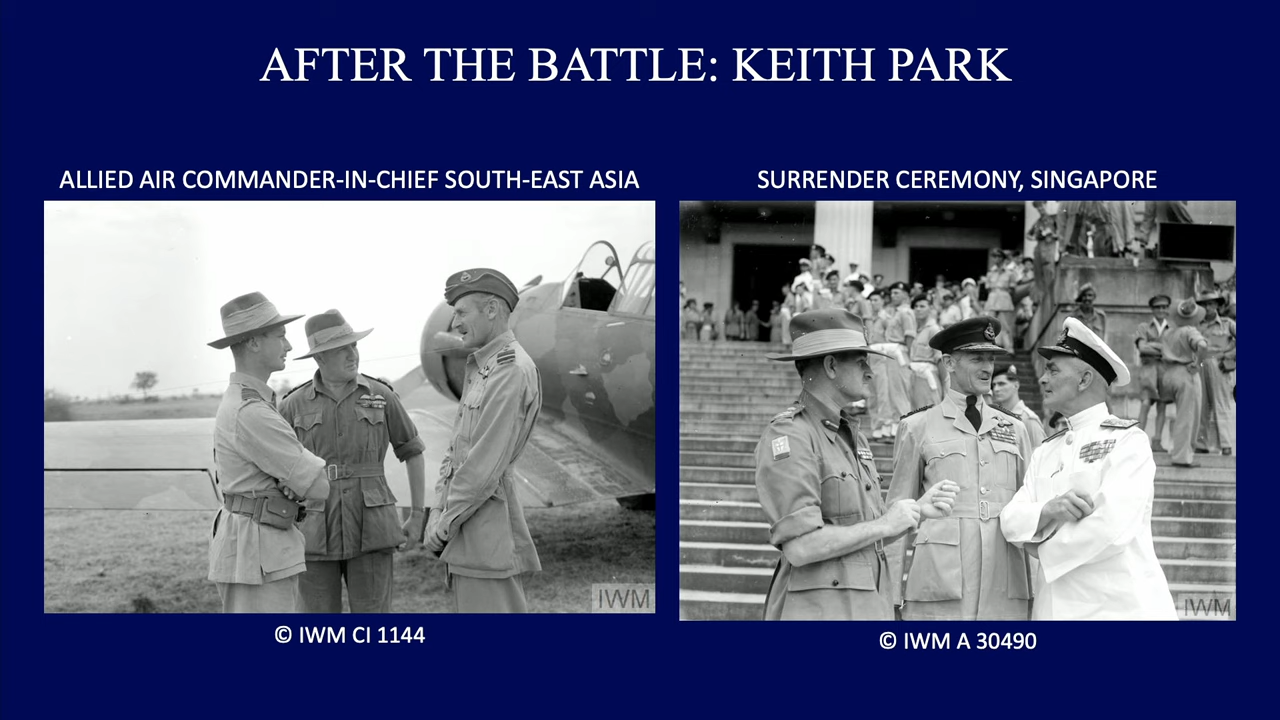 AFTER THE BATTLE: KEITH PARK
ALLIED AIR COMMANDER-IN-CHIEF SOUTH-EAST ASIA
SURRENDER CEREMONY, SINGAPORE
IWM
IWM
© IWM CI 1144
© IWM A 30490